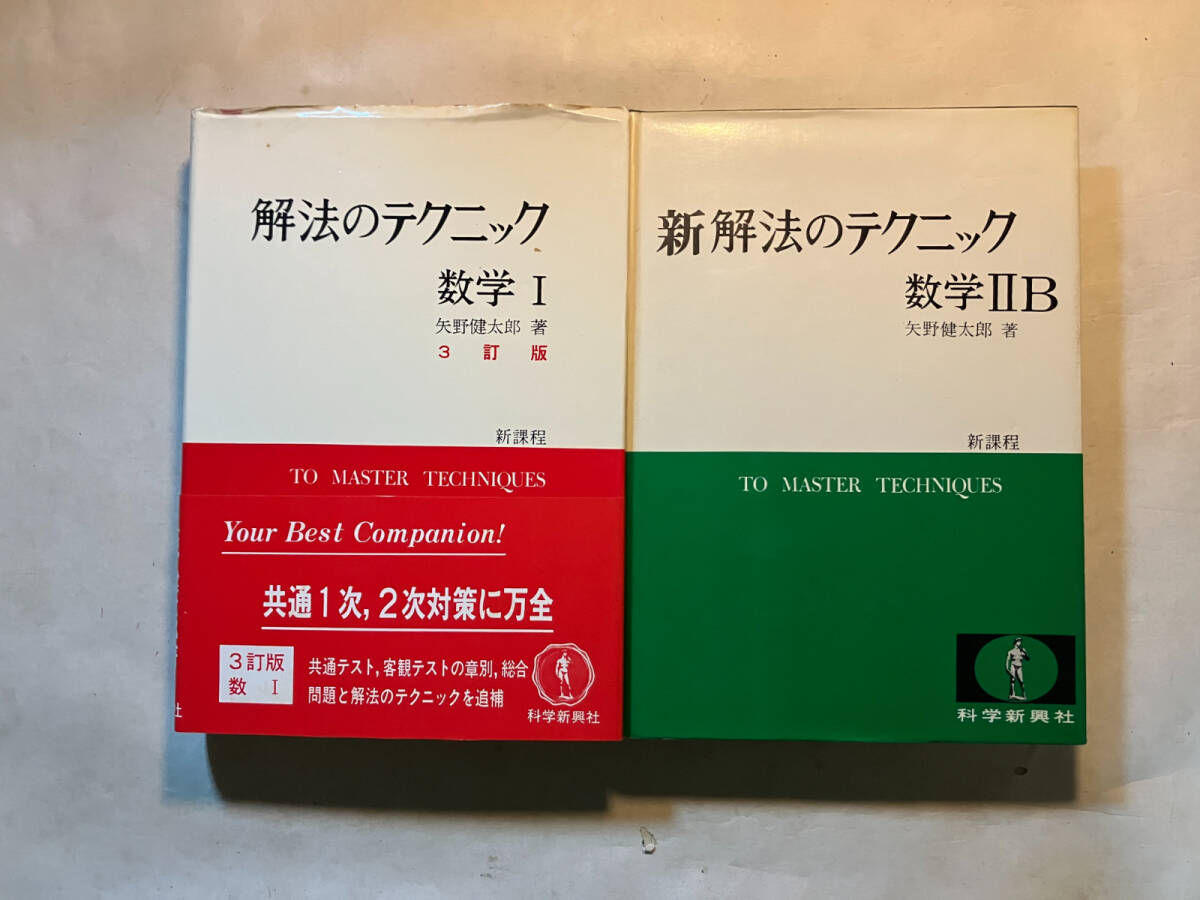 解法のテクニック
数学 I
矢野健太郎 著
3 訂 版
新課程
TO MASTER TECHNIQUES
Your Best Companion!
共通1次,2次対策に万全
3訂版
数 I
共通テスト,客観テストの章別,総合
問題と解法のテクニックを追補
科学新興社
社
新解法のテクニック
数学ⅡB
矢野健太郎 著
新課程
TO MASTER TECHNIQUES
科学新興社